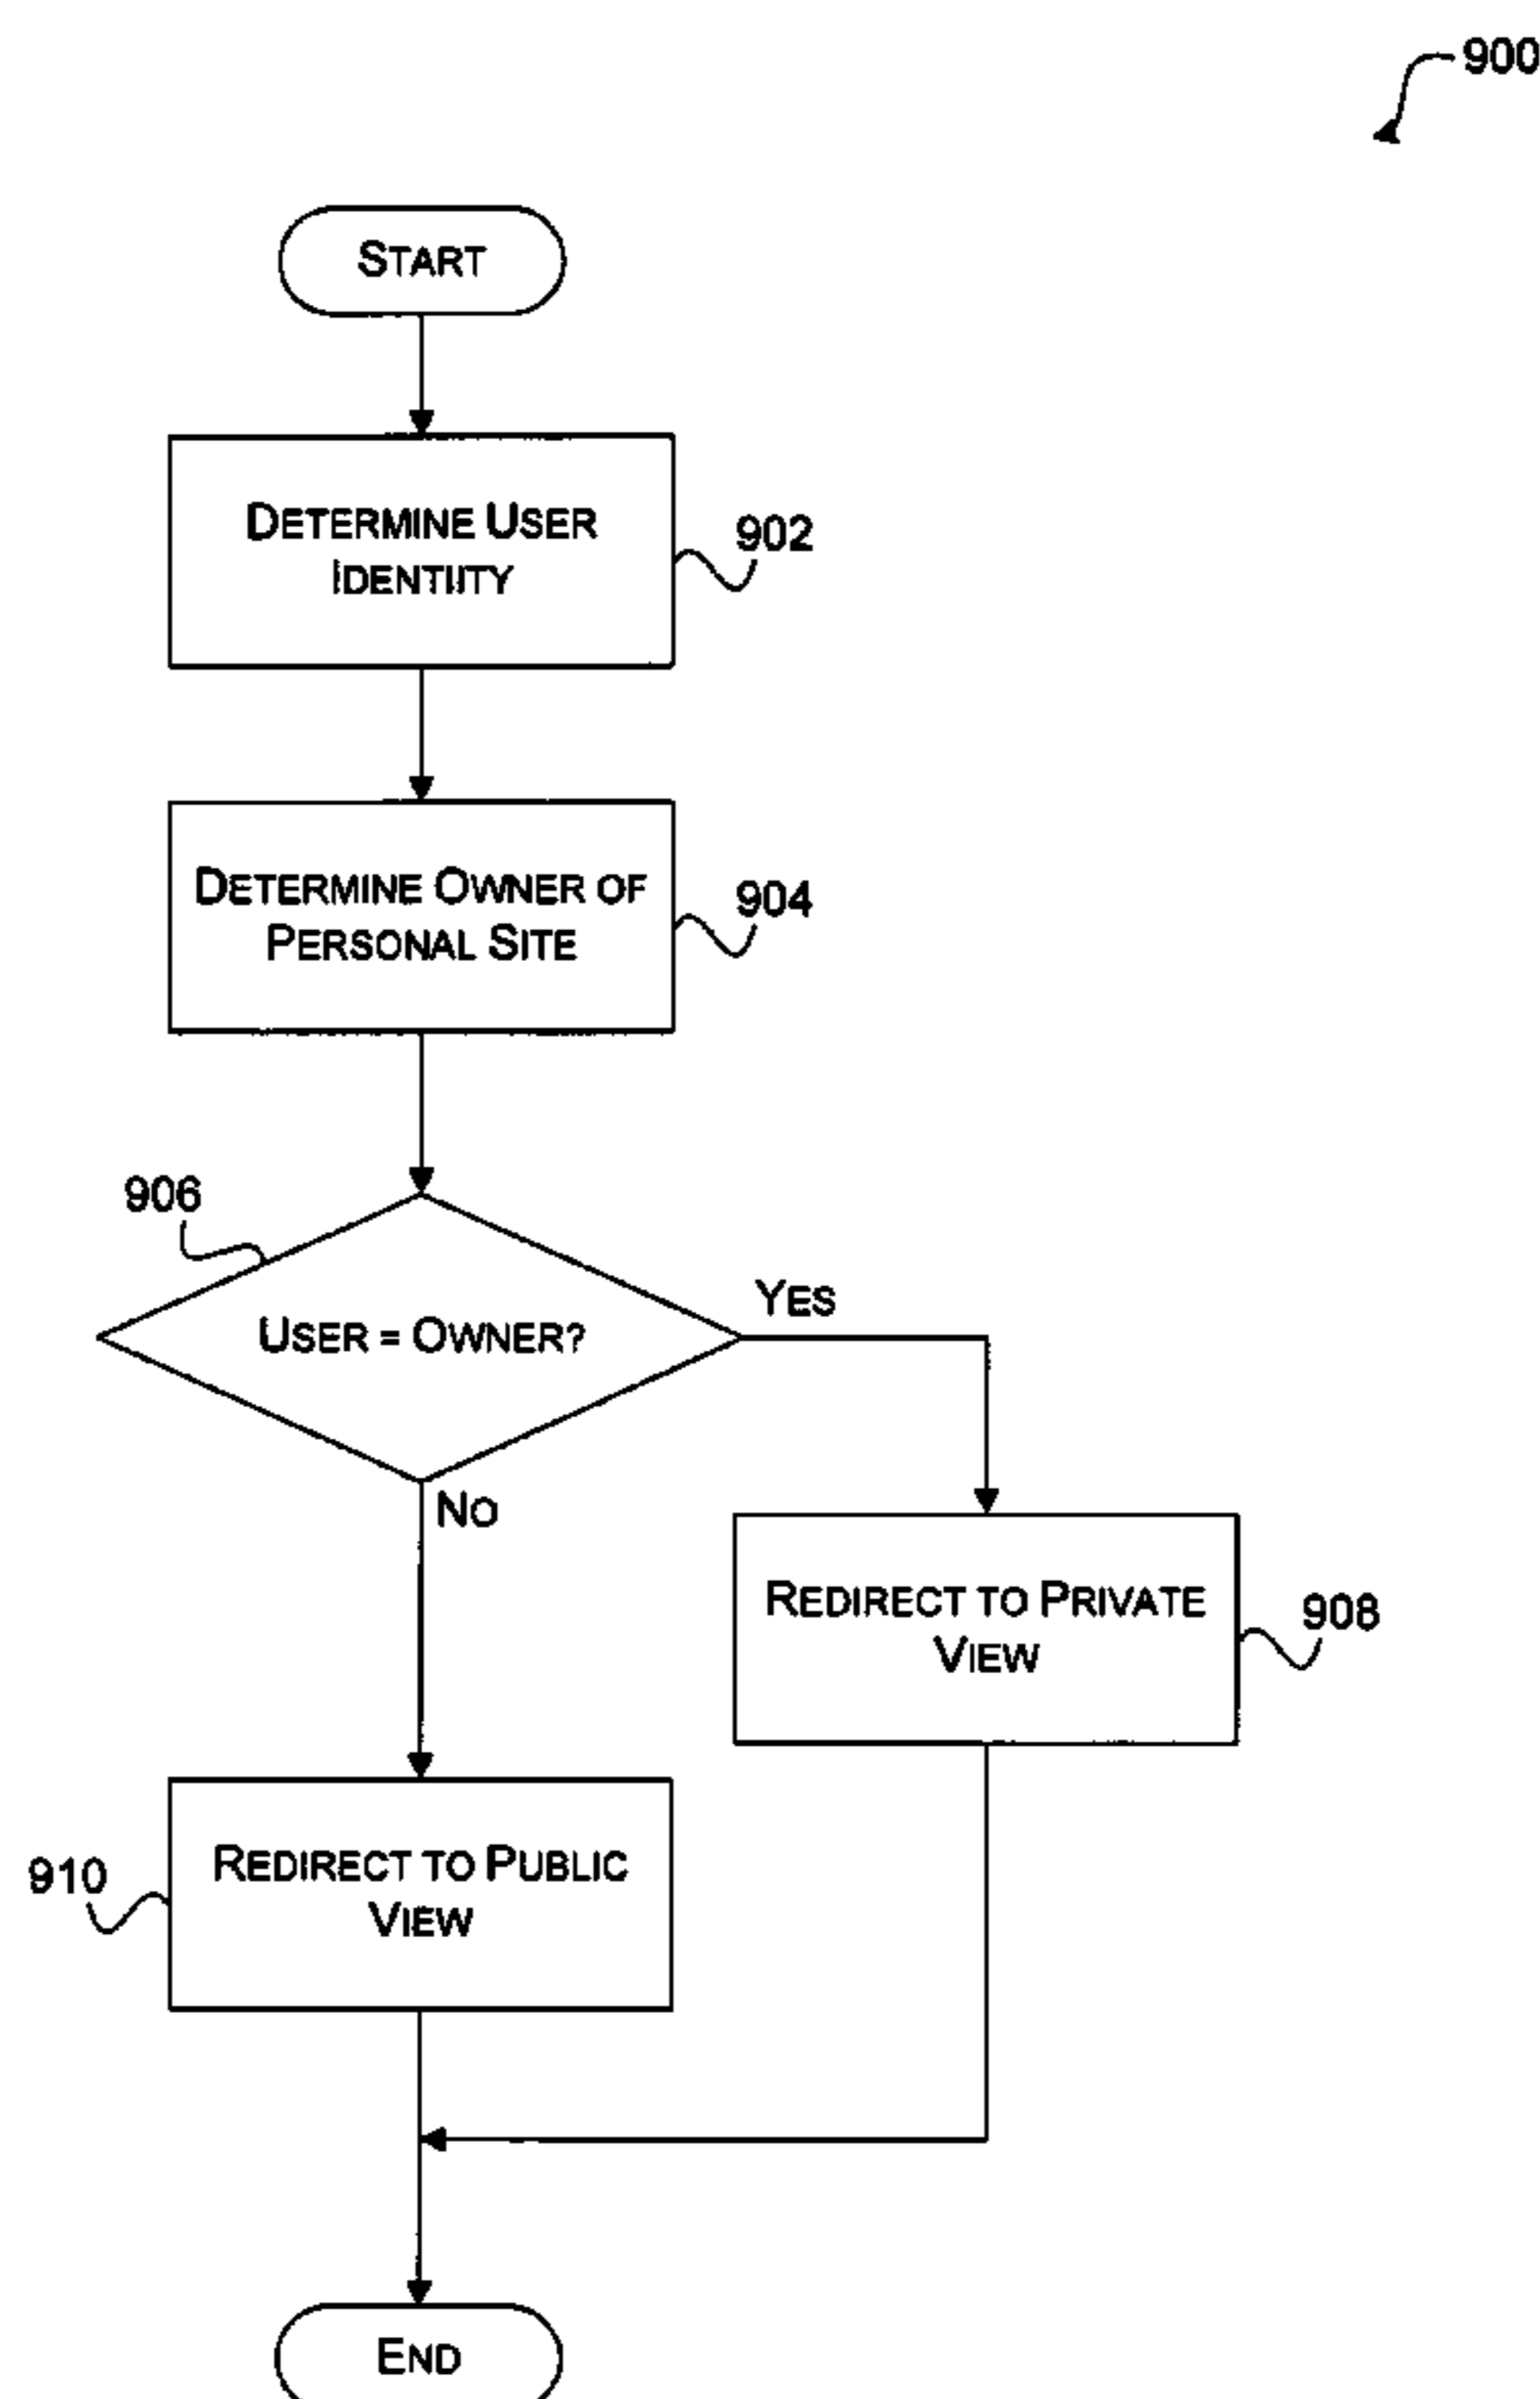 900
START
DETERMINE USER
IDENTIITY
902
DETERMINE OWNER OF
PERSONAL SITE
904
906
USER = OWNER?
YES
NO
REDIRECT TO PRIVATE
VIEW
908
REDIRECT TO PUBLIC
VIEW
910
END